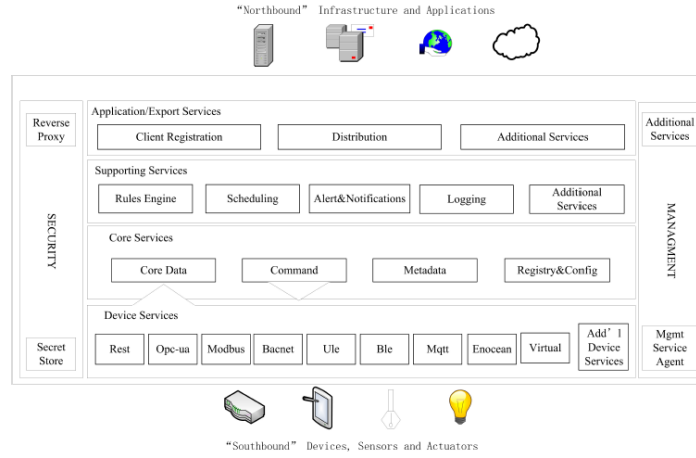 “Northbound” Infrastructure and Applications
Application/Export Services
Reverse
Proxy
Client Registration
Distribution
Additional Services
Additional
Services
Supporting Services
Rules Engine
Scheduling
Alert&Notifications
Logging
Additional
Services
SECURITY
MANAGMENT
Core Services
Core Data
Command
Metadata
Registry&Config
Device Services
Secret
Store
Rest
Opc-ua
Modbus
Bacnet
Ule
Ble
Mqtt
Enocean
Virtual
Add’l
Device
Services
Mgmt
Service
Agent
“Southbound” Devices, Sensors and Actuators